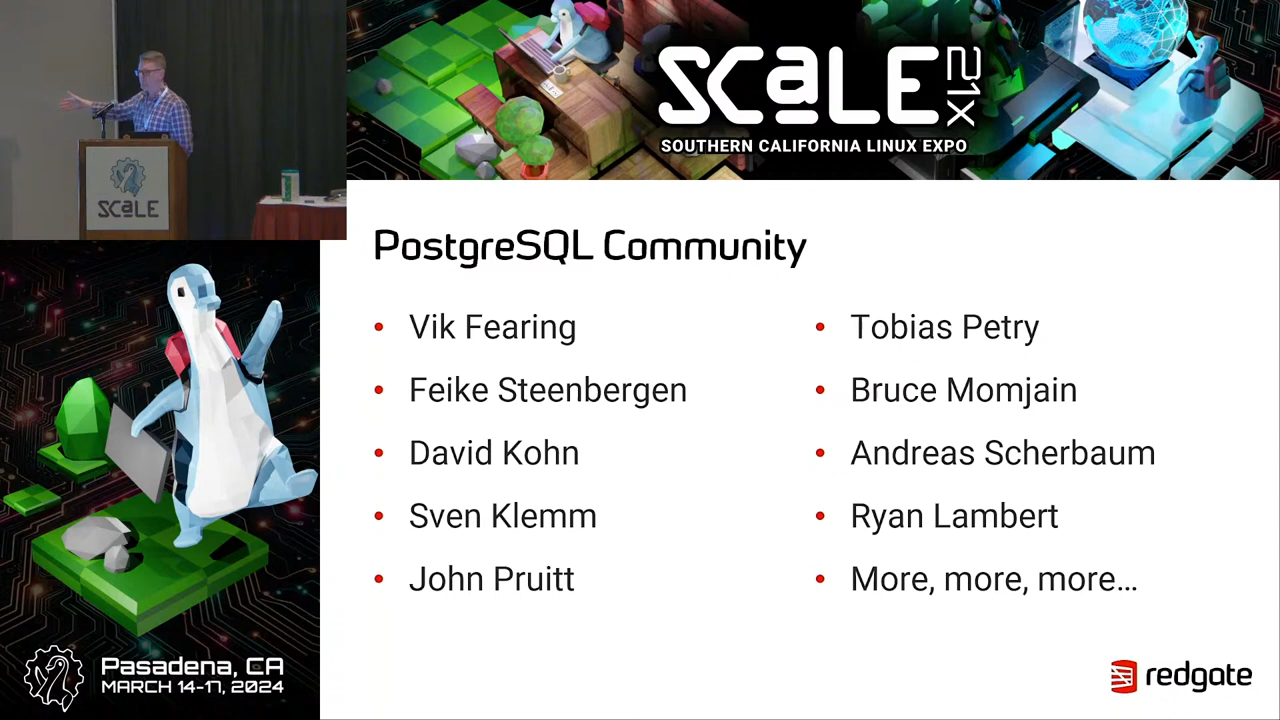 SCaLE 21X
SOUTHERN CALIFORNIA LINUX EXPO
SCaLE
PostgreSQL Community
• Vik Fearing
• Feike Steenbergen
• David Kohn
• Sven Klemm
• John Pruitt
• Tobias Petry
• Bruce Momjain
• Andreas Scherbaum
• Ryan Lambert
• More, more, more…
Pasadena, CA
MARCH 14-17, 2024
redgate